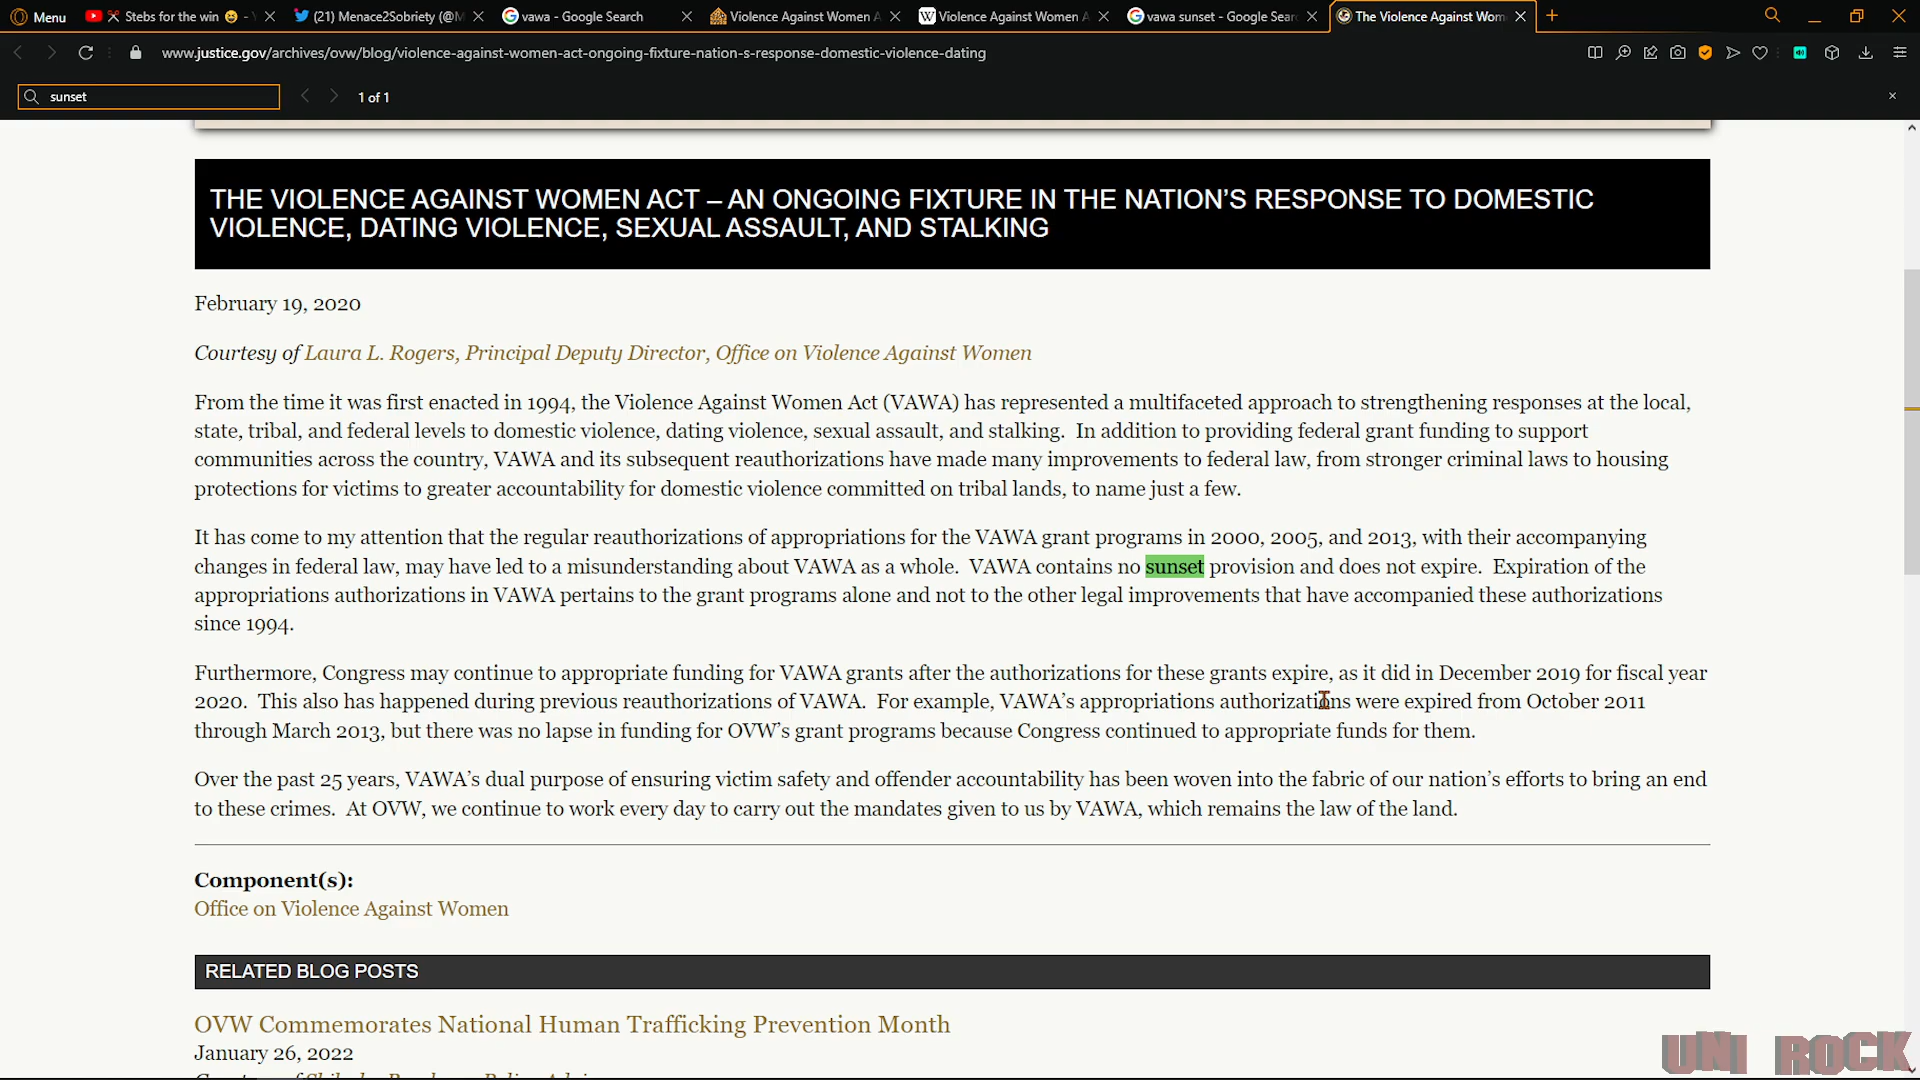 Menu
Stebs for the win
(21) Menace2Sobriety (@M
vawa - Google Search
Violence Against Women A
Violence Against Women A
vawa sunset - Google Sear
The Violence Against Wom
www.justice.gov/archives/ovw/blog/violence-against-women-act-ongoing-fixture-nation-s-response-domestic-violence-dating
sunset
1 of 1
THE VIOLENCE AGAINST WOMEN ACT – AN ONGOING FIXTURE IN THE NATION'S RESPONSE TO DOMESTIC
VIOLENCE, DATING VIOLENCE, SEXUAL ASSAULT, AND STALKING
February 19, 2020
Courtesy of Laura L. Rogers, Principal Deputy Director, Office on Violence Against Women
From the time it was first enacted in 1994, the Violence Against Women Act (VAWA) has represented a multifaceted approach to strengthening responses at the local,
state, tribal, and federal levels to domestic violence, dating violence, sexual assault, and stalking.  In addition to providing federal grant funding to support
communities across the country, VAWA and its subsequent reauthorizations have made many improvements to federal law, from stronger criminal laws to housing
protections for victims to greater accountability for domestic violence committed on tribal lands, to name just a few.
It has come to my attention that the regular reauthorizations of appropriations for the VAWA grant programs in 2000, 2005, and 2013, with their accompanying
changes in federal law, may have led to a misunderstanding about VAWA as a whole.  VAWA contains no sunset provision and does not expire.  Expiration of the
appropriations authorizations in VAWA pertains to the grant programs alone and not to the other legal improvements that have accompanied these authorizations
since 1994.
Furthermore, Congress may continue to appropriate funding for VAWA grants after the authorizations for these grants expire, as it did in December 2019 for fiscal year
2020.  This also has happened during previous reauthorizations of VAWA.  For example, VAWA's appropriations authorizations were expired from October 2011
through March 2013, but there was no lapse in funding for OVW's grant programs because Congress continued to appropriate funds for them.
Over the past 25 years, VAWA's dual purpose of ensuring victim safety and offender accountability has been woven into the fabric of our nation's efforts to bring an end
to these crimes.  At OVW, we continue to work every day to carry out the mandates given to us by VAWA, which remains the law of the land.
Component(s):
Office on Violence Against Women
RELATED BLOG POSTS
OVW Commemorates National Human Trafficking Prevention Month
January 26, 2022
UNI ROCK